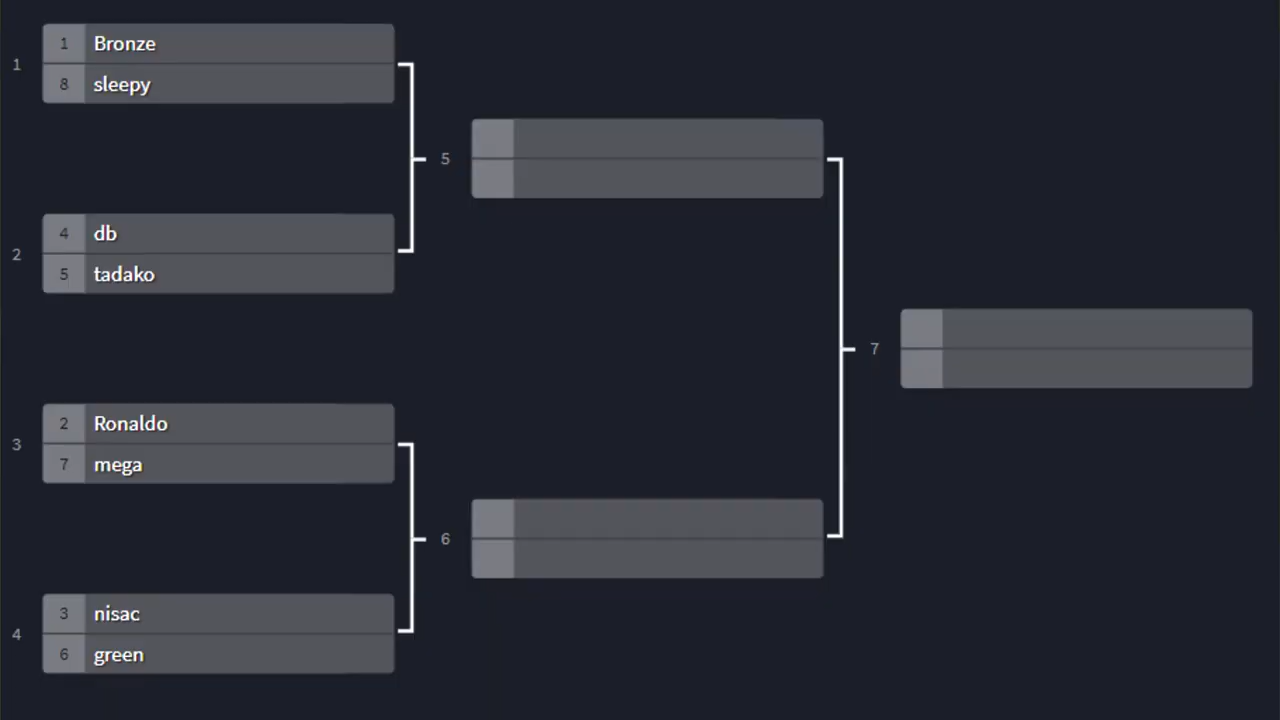 1
1 Bronze
8 sleepy
2
4 db
5 tadako
3
2 Ronaldo
7 mega
4
3 nisac
6 green
5
6
7